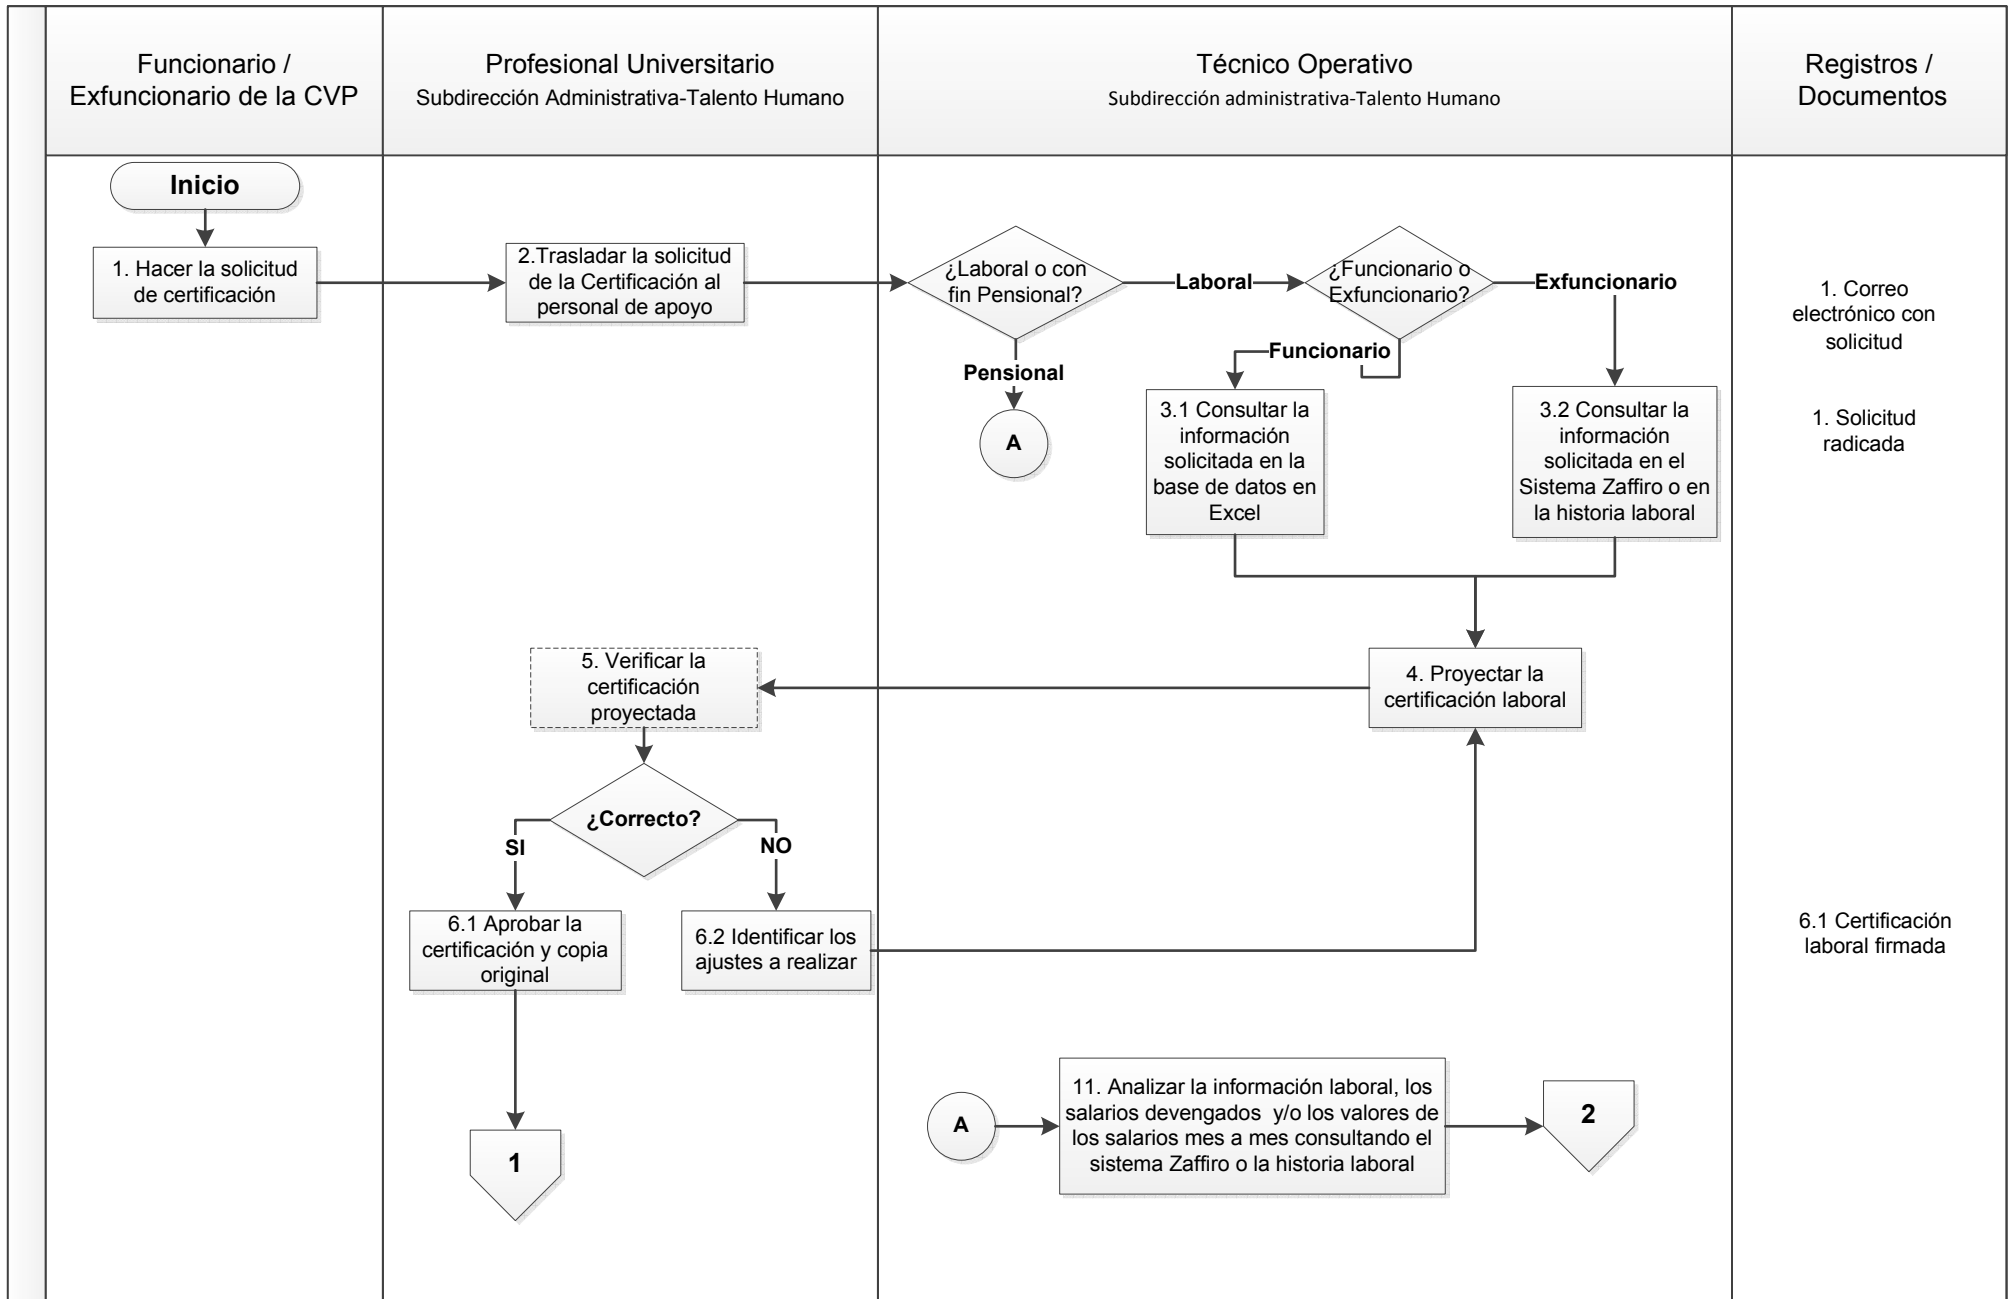 Funcionario /
Exfuncionario de la CVP
Profesional Universitario
Subdirección Administrativa-Talento Humano
Técnico Operativo
Subdirección administrativa-Talento Humano
Registros /
Documentos
Inicio
1. Hacer la solicitud
de certificación
2.Trasladar la solicitud
de la Certificación al
personal de apoyo
¿Laboral o con
fin Pensional?
Laboral
¿Funcionario o
Exfuncionario?
Exfuncionario
Funcionario
Pensional
A
3.1 Consultar la
información
solicitada en la
base de datos en
Excel
3.2 Consultar la
información
solicitada en el
Sistema Zaffiro o en
la historia laboral
1. Correo
electrónico con
solicitud
1. Solicitud
radicada
5. Verificar la
certificación
proyectada
4. Proyectar la
certificación laboral
¿Correcto?
SI
NO
6.1 Aprobar la
certificación y copia
original
6.2 Identificar los
ajustes a realizar
6.1 Certificación
laboral firmada
1
A
11. Analizar la información laboral, los
salarios devengados  y/o los valores de
los salarios mes a mes consultando el
sistema Zaffiro o la historia laboral
2